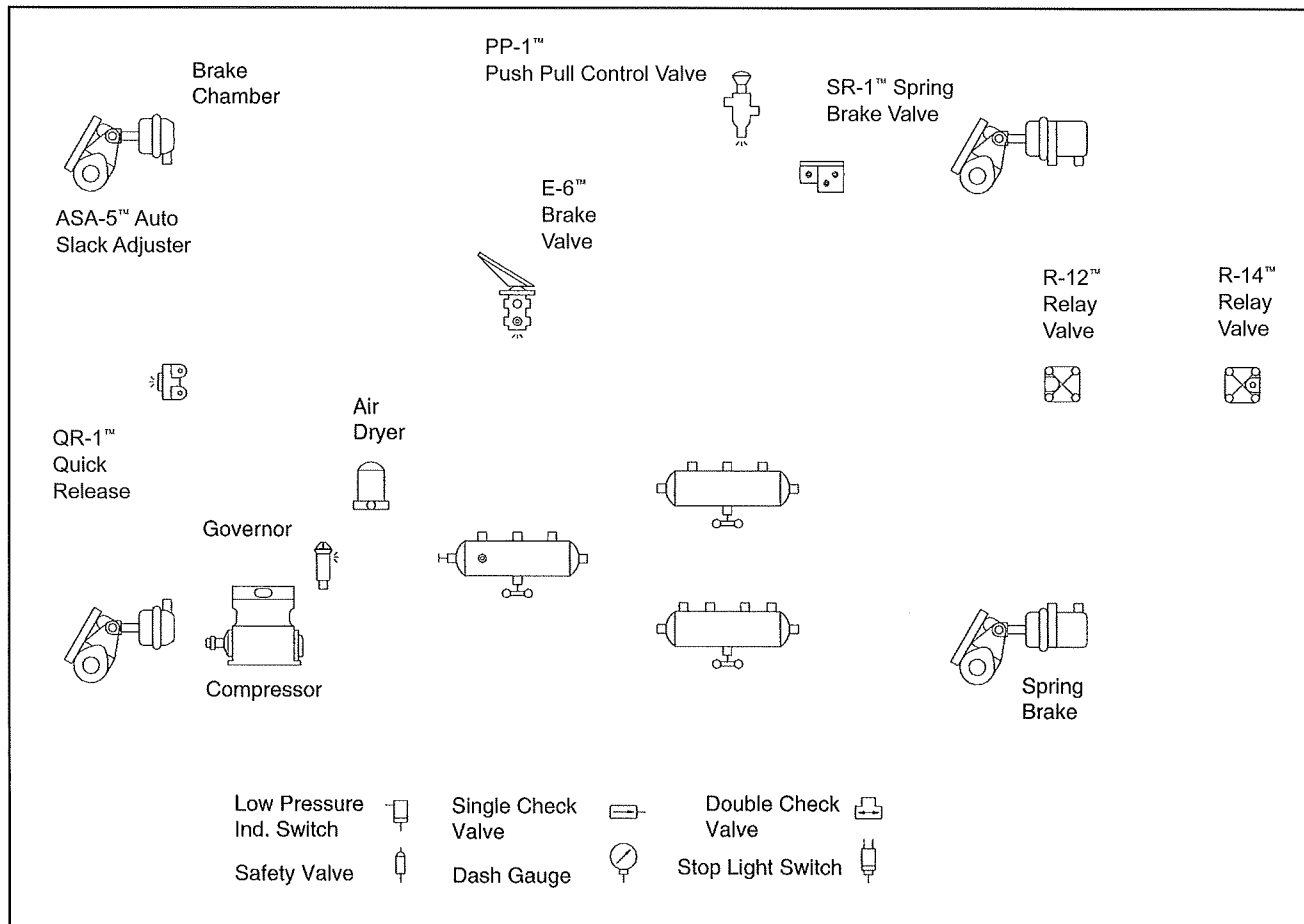 PP-1™
Push Pull Control Valve
Brake
Chamber
SR-1™ Spring
Brake Valve
ASA-5™ Auto
Slack Adjuster
E-6™
Brake
Valve
R-12™
Relay
Valve
R-14™
Relay
Valve
QR-1™
Quick
Release
Air
Dryer
Governor
Compressor
Spring
Brake
Low Pressure
Ind. Switch
Single Check
Valve
Double Check
Valve
Safety Valve
Dash Gauge
Stop Light Switch